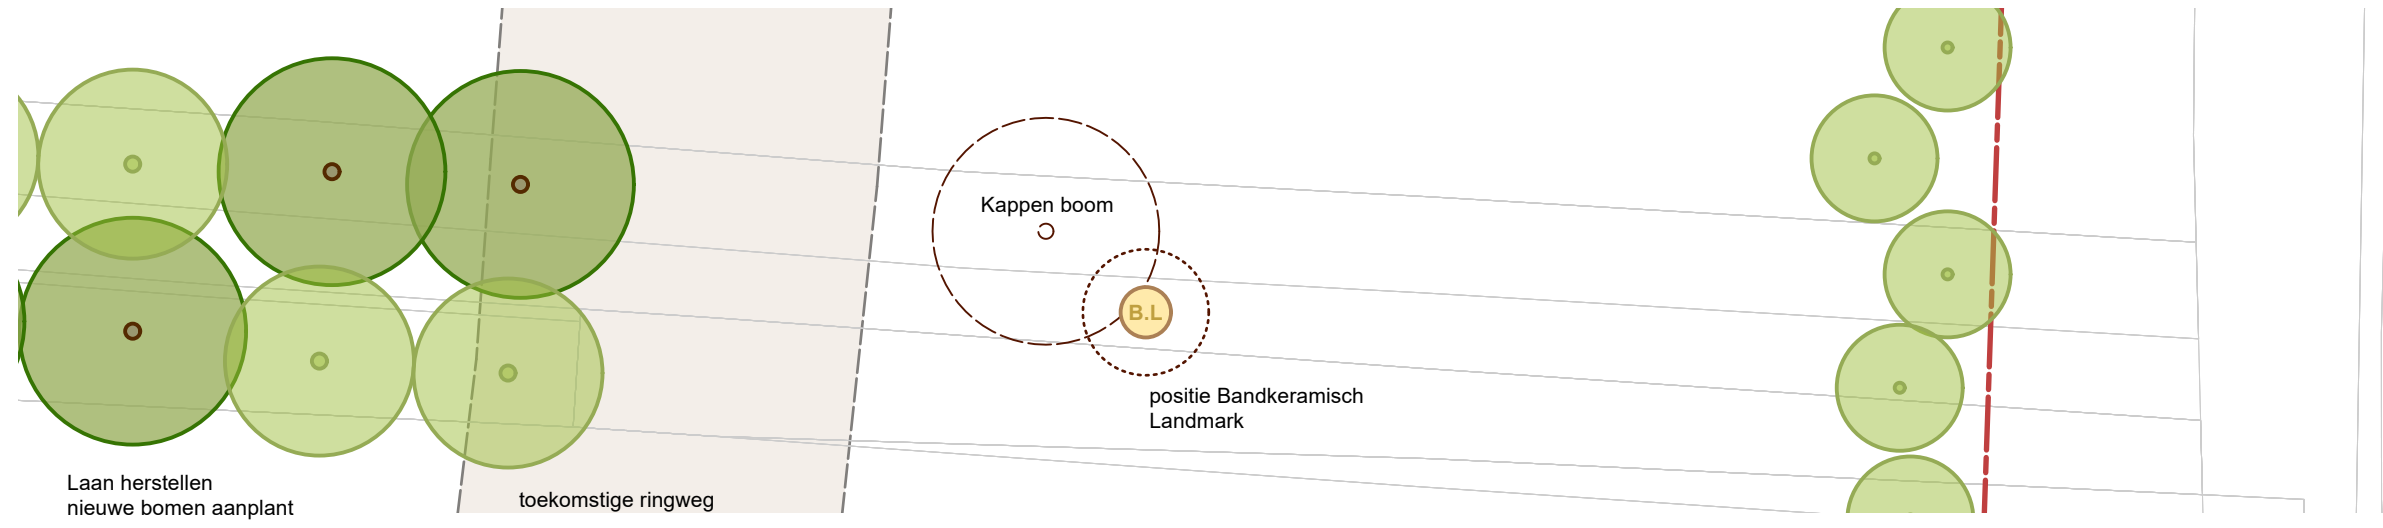 Kappen boom
B.L
positie Bandkeramisch
Landmark
Laan herstellen
nieuwe bomen aanplant
toekomstige ringweg